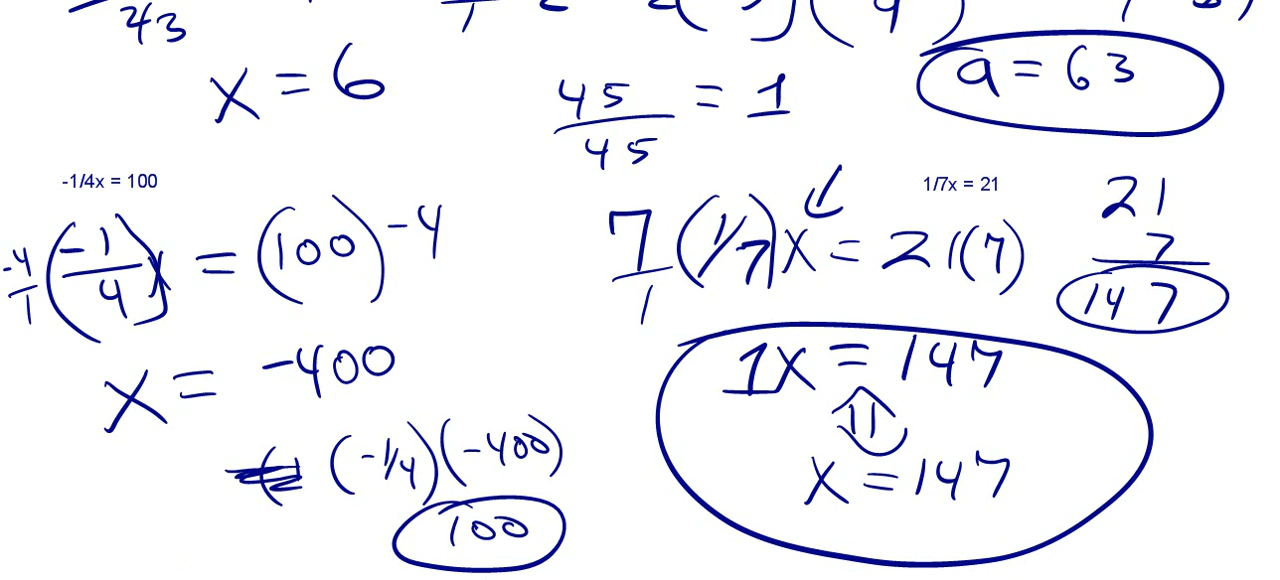 43
x = 6
45
45
= 1
a = 63
-1/4x = 100
-4/1 (-1/4 x) = (100) -4
x = -400
(-1/4)(-400)
100
1/7x = 21
7/1 (1/7)x = 21(7)
21
7
147
1x = 147
x = 147